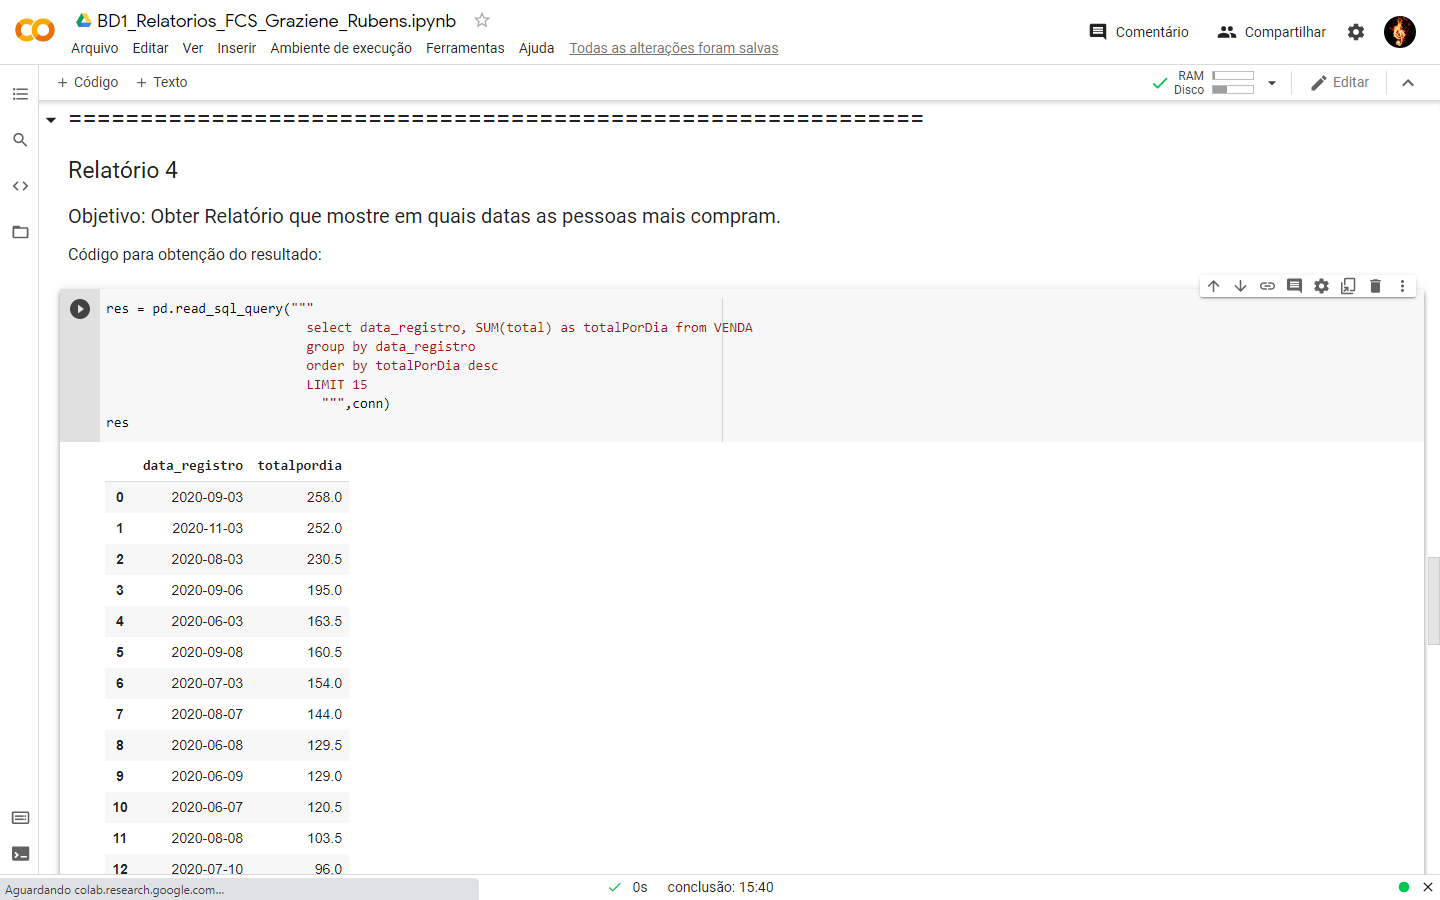 BD1_Relatorios_FCS_Graziene_Rubens.ipynb
Arquivo Editar Ver Inserir Ambiente de execução Ferramentas Ajuda Todas as alterações foram salvas
Comentário Compartilhar
+ Código + Texto
RAM
Disco
Editar
=============================================================
Relatório 4
Objetivo: Obter Relatório que mostre em quais datas as pessoas mais compram.
Código para obtenção do resultado:
res = pd.read_sql_query("""
select data_registro, SUM(total) as totalPorDia from VENDA
group by data_registro
order by totalPorDia desc
LIMIT 15
""",conn)
res
data_registro totalpordia
0 2020-09-03 258.0
1 2020-11-03 252.0
2 2020-08-03 230.5
3 2020-09-06 195.0
4 2020-06-03 163.5
5 2020-09-08 160.5
6 2020-07-03 154.0
7 2020-08-07 144.0
8 2020-06-08 129.5
9 2020-06-09 129.0
10 2020-06-07 120.5
11 2020-08-08 103.5
12 2020-07-10 96.0
Aguardando colab.research.google.com...
0s conclusão: 15:40